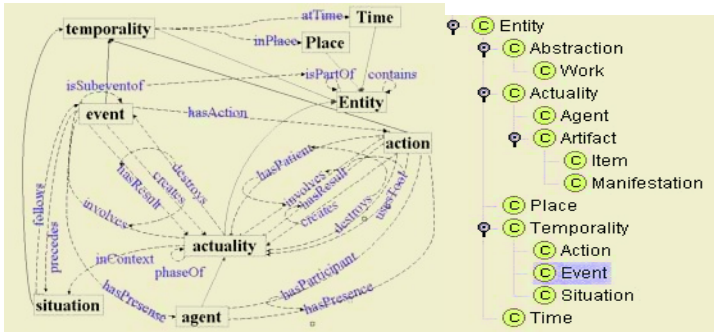 temporality
atTime
Time
inPlace
Place
isPartOf
contains
isSubeventof
Entity
event
hasAction
action
hasPatient
destroys
creates
hasResult
involves
hasResult
creates
destroys
usesTool
involves
follows
precedes
actuality
inContext
phaseOf
hasParticipant
hasPresense
hasPresence
situation
agent
C Entity
C Abstraction
C Work
C Actuality
C Agent
C Artifact
C Item
C Manifestation
C Place
C Temporality
C Action
C Event
C Situation
C Time